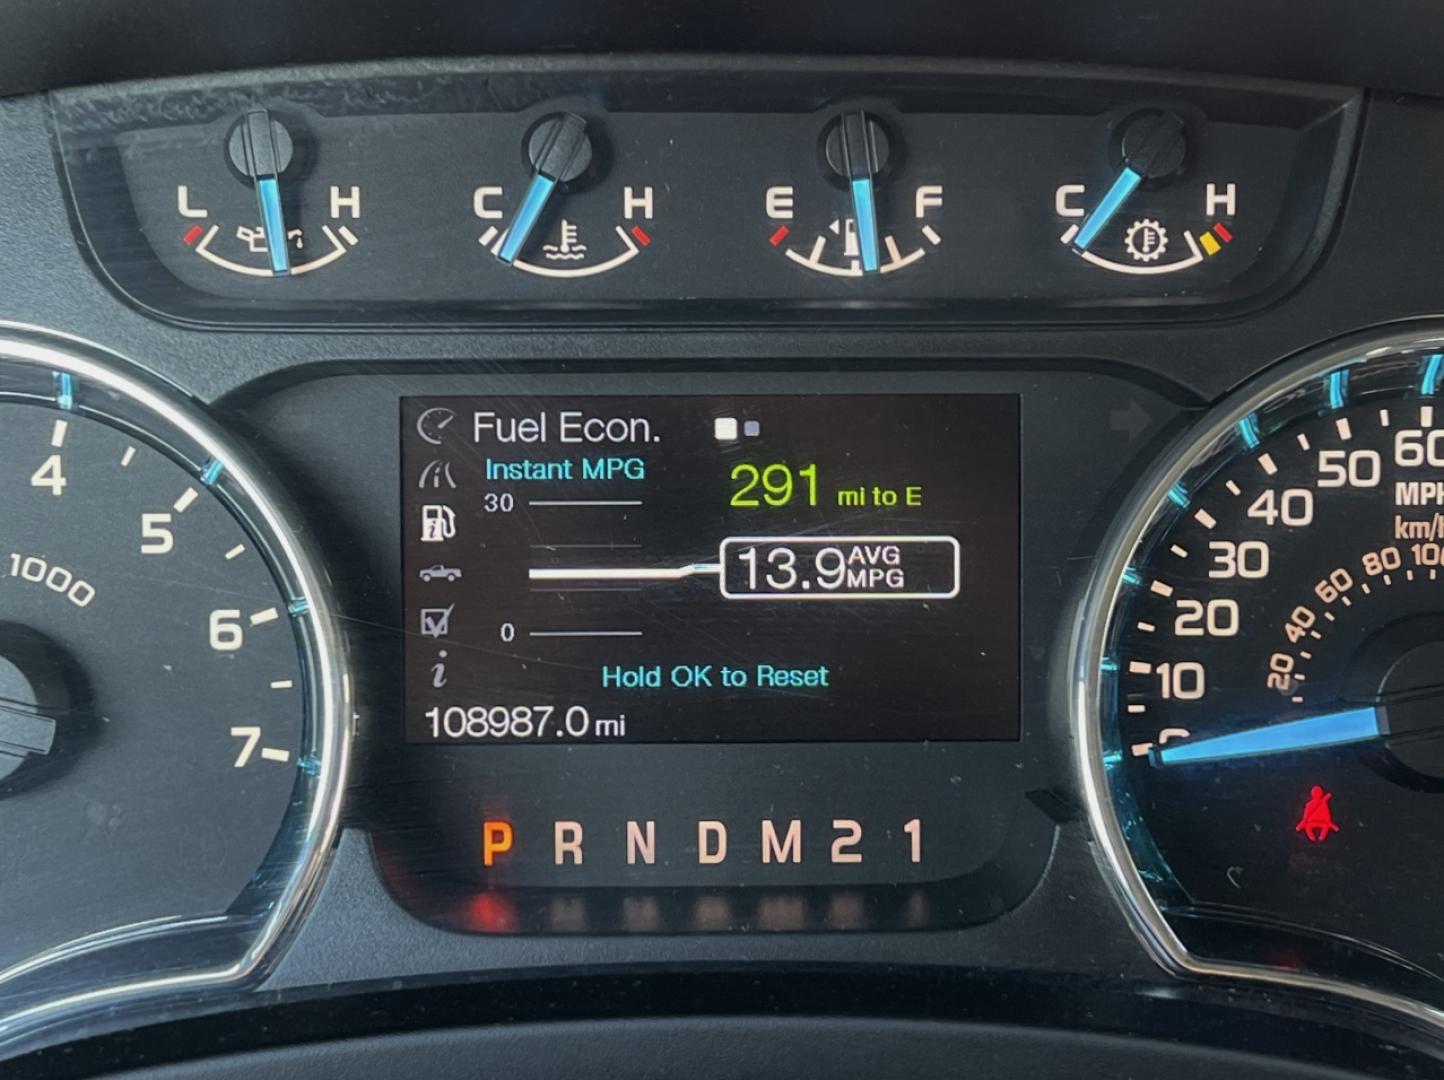 L H C H E F C H
Fuel Econ.
Instant MPG
30
291 mi to E
13.9 AVG MPG
0
Hold OK to Reset
108987.0 mi
P R N D M 2 1
4
5
6
7
1000
0
10
20
30
40
50
60
MPH
km/h
20
40
60
80